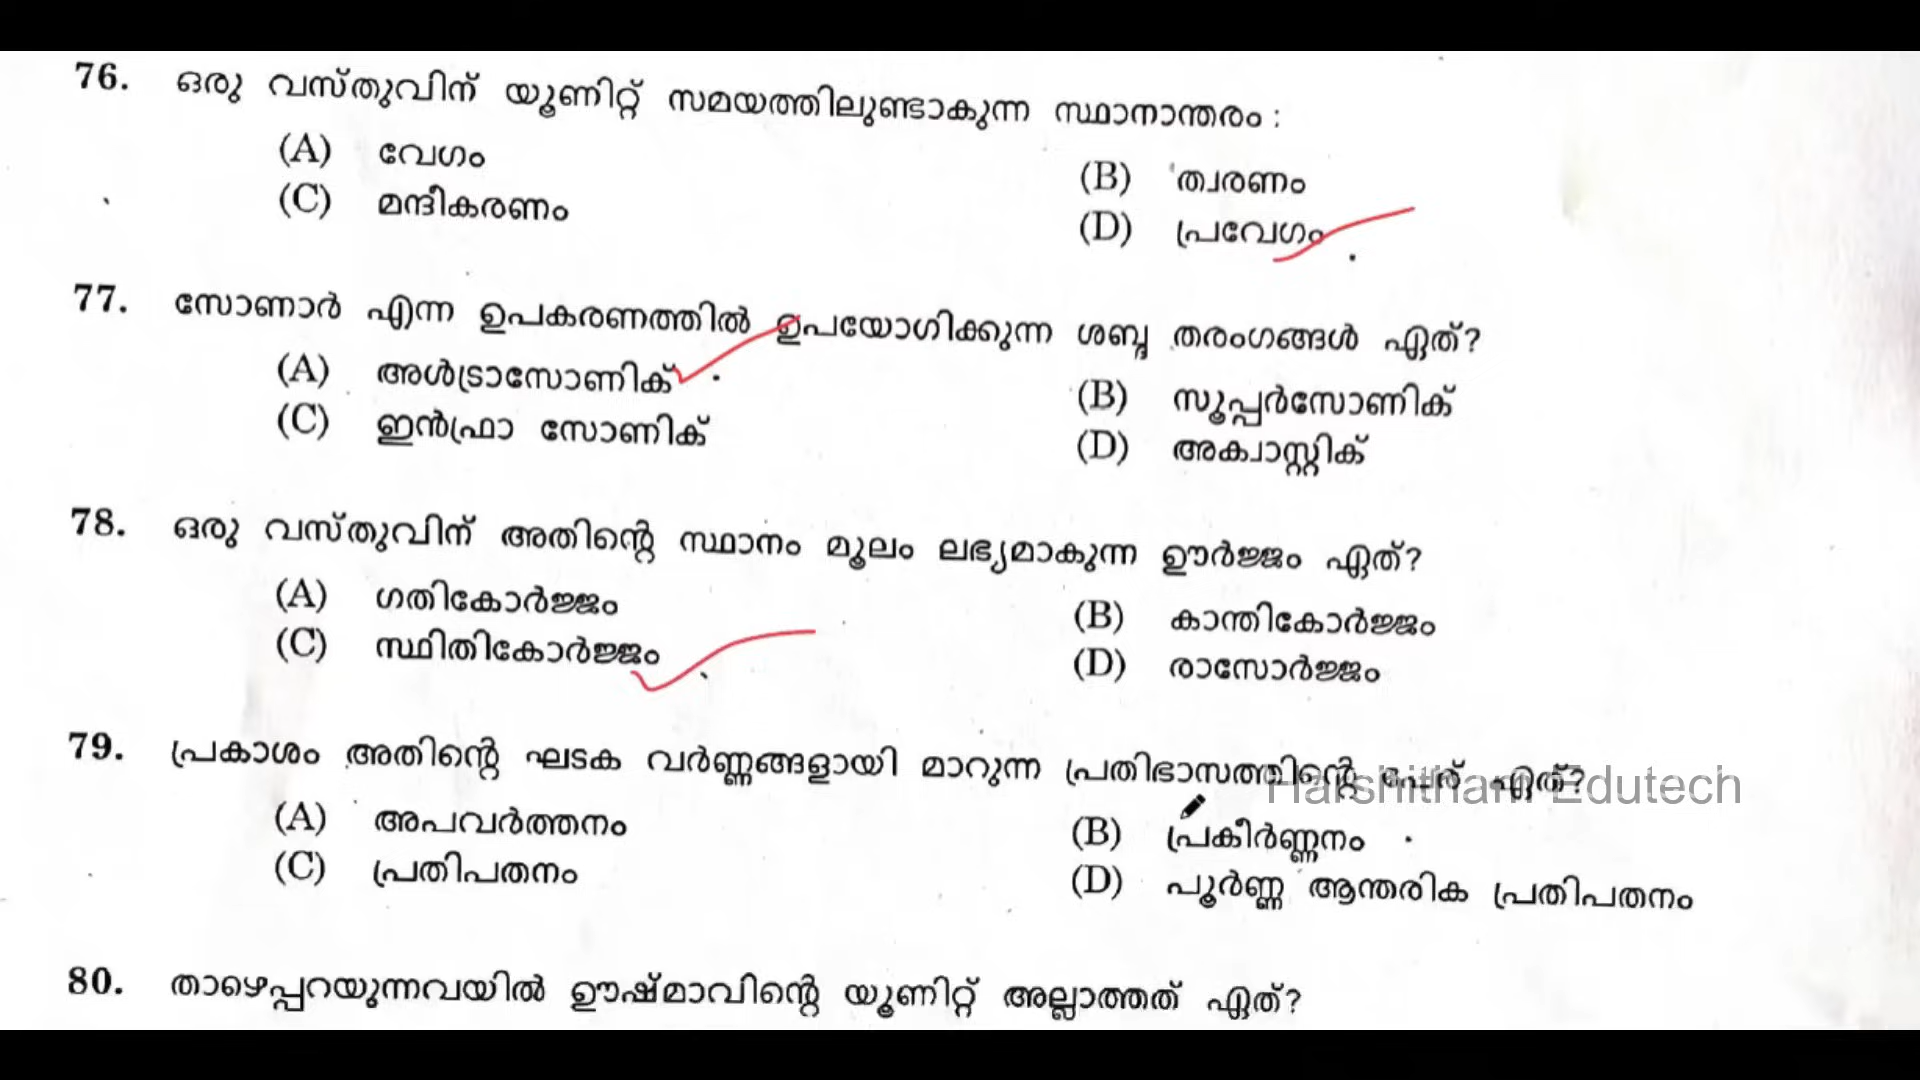 76. ഒരു വസ്തുവിന് യൂണിറ്റ് സമയത്തിലുണ്ടാകുന്ന സ്ഥാനാന്തരം :
(A) വേഗം (B) ത്വരണം
(C) മന്ദീകരണം (D) പ്രവേഗം
77. സോണാർ എന്ന ഉപകരണത്തിൽ ഉപയോഗിക്കുന്ന ശബ്ദ തരംഗങ്ങൾ ഏത്?
(A) അൾട്രാസോണിക് (B) സൂപ്പർസോണിക്
(C) ഇൻഫ്രാ സോണിക് (D) അക്വാസ്റ്റിക്
78. ഒരു വസ്തുവിന് അതിന്റെ സ്ഥാനം മൂലം ലഭ്യമാകുന്ന ഊർജ്ജം ഏത്?
(A) ഗതികോർജ്ജം (B) കാന്തികോർജ്ജം
(C) സ്ഥിതികോർജ്ജം (D) രാസോർജ്ജം
79. പ്രകാശം അതിന്റെ ഘടക വർണ്ണങ്ങളായി മാറുന്ന പ്രതിഭാസത്തിന്റെ പേര് ഏത്?
Harshitham Edutech
(A) അപവർത്തനം (B) പ്രകീർണ്ണനം
(C) പ്രതിപതനം (D) പൂർണ്ണ ആന്തരിക പ്രതിപതനം
80. താഴെപ്പറയുന്നവയിൽ ഊഷ്മാവിന്റെ യൂണിറ്റ് അല്ലാത്തത് ഏത്?